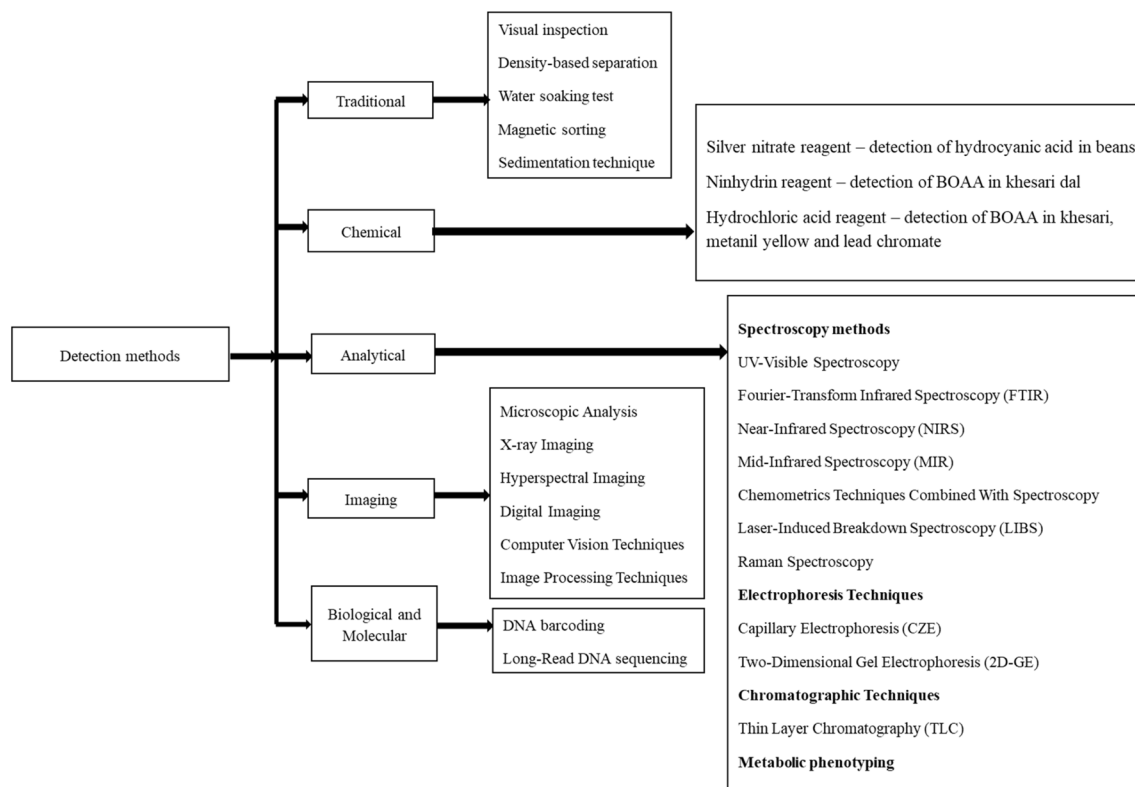 Detection methods
Traditional
Visual inspection
Density-based separation
Water soaking test
Magnetic sorting
Sedimentation technique
Chemical
Silver nitrate reagent – detection of hydrocyanic acid in beans
Ninhydrin reagent – detection of BOAA in khesari dal
Hydrochloric acid reagent – detection of BOAA in khesari,
metanil yellow and lead chromate
Analytical
Spectroscopy methods
UV-Visible Spectroscopy
Fourier-Transform Infrared Spectroscopy (FTIR)
Near-Infrared Spectroscopy (NIRS)
Mid-Infrared Spectroscopy (MIR)
Chemometrics Techniques Combined With Spectroscopy
Laser-Induced Breakdown Spectroscopy (LIBS)
Raman Spectroscopy
Electrophoresis Techniques
Capillary Electrophoresis (CZE)
Two-Dimensional Gel Electrophoresis (2D-GE)
Chromatographic Techniques
Thin Layer Chromatography (TLC)
Metabolic phenotyping
Imaging
Microscopic Analysis
X-ray Imaging
Hyperspectral Imaging
Digital Imaging
Computer Vision Techniques
Image Processing Techniques
Biological and
Molecular
DNA barcoding
Long-Read DNA sequencing